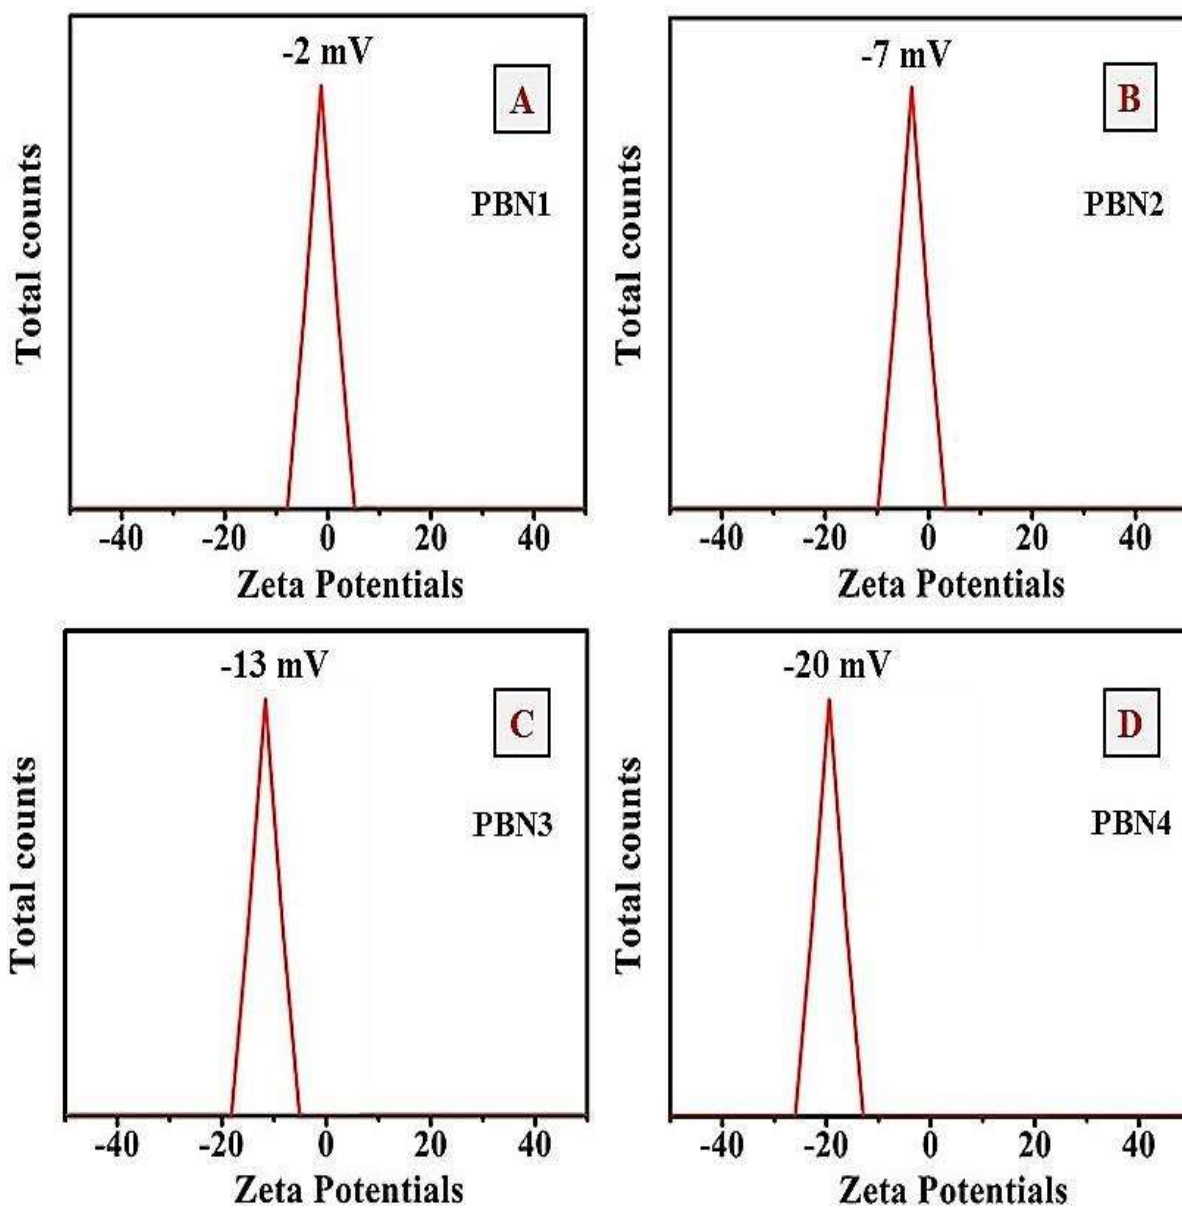 -2 mV
A
PBN1
Total counts
-40 -20 0 20 40
Zeta Potentials
-7 mV
B
PBN2
Total counts
-40 -20 0 20 40
Zeta Potentials
-13 mV
C
PBN3
Total counts
-40 -20 0 20 40
Zeta Potentials
-20 mV
D
PBN4
Total counts
-40 -20 0 20 40
Zeta Potentials